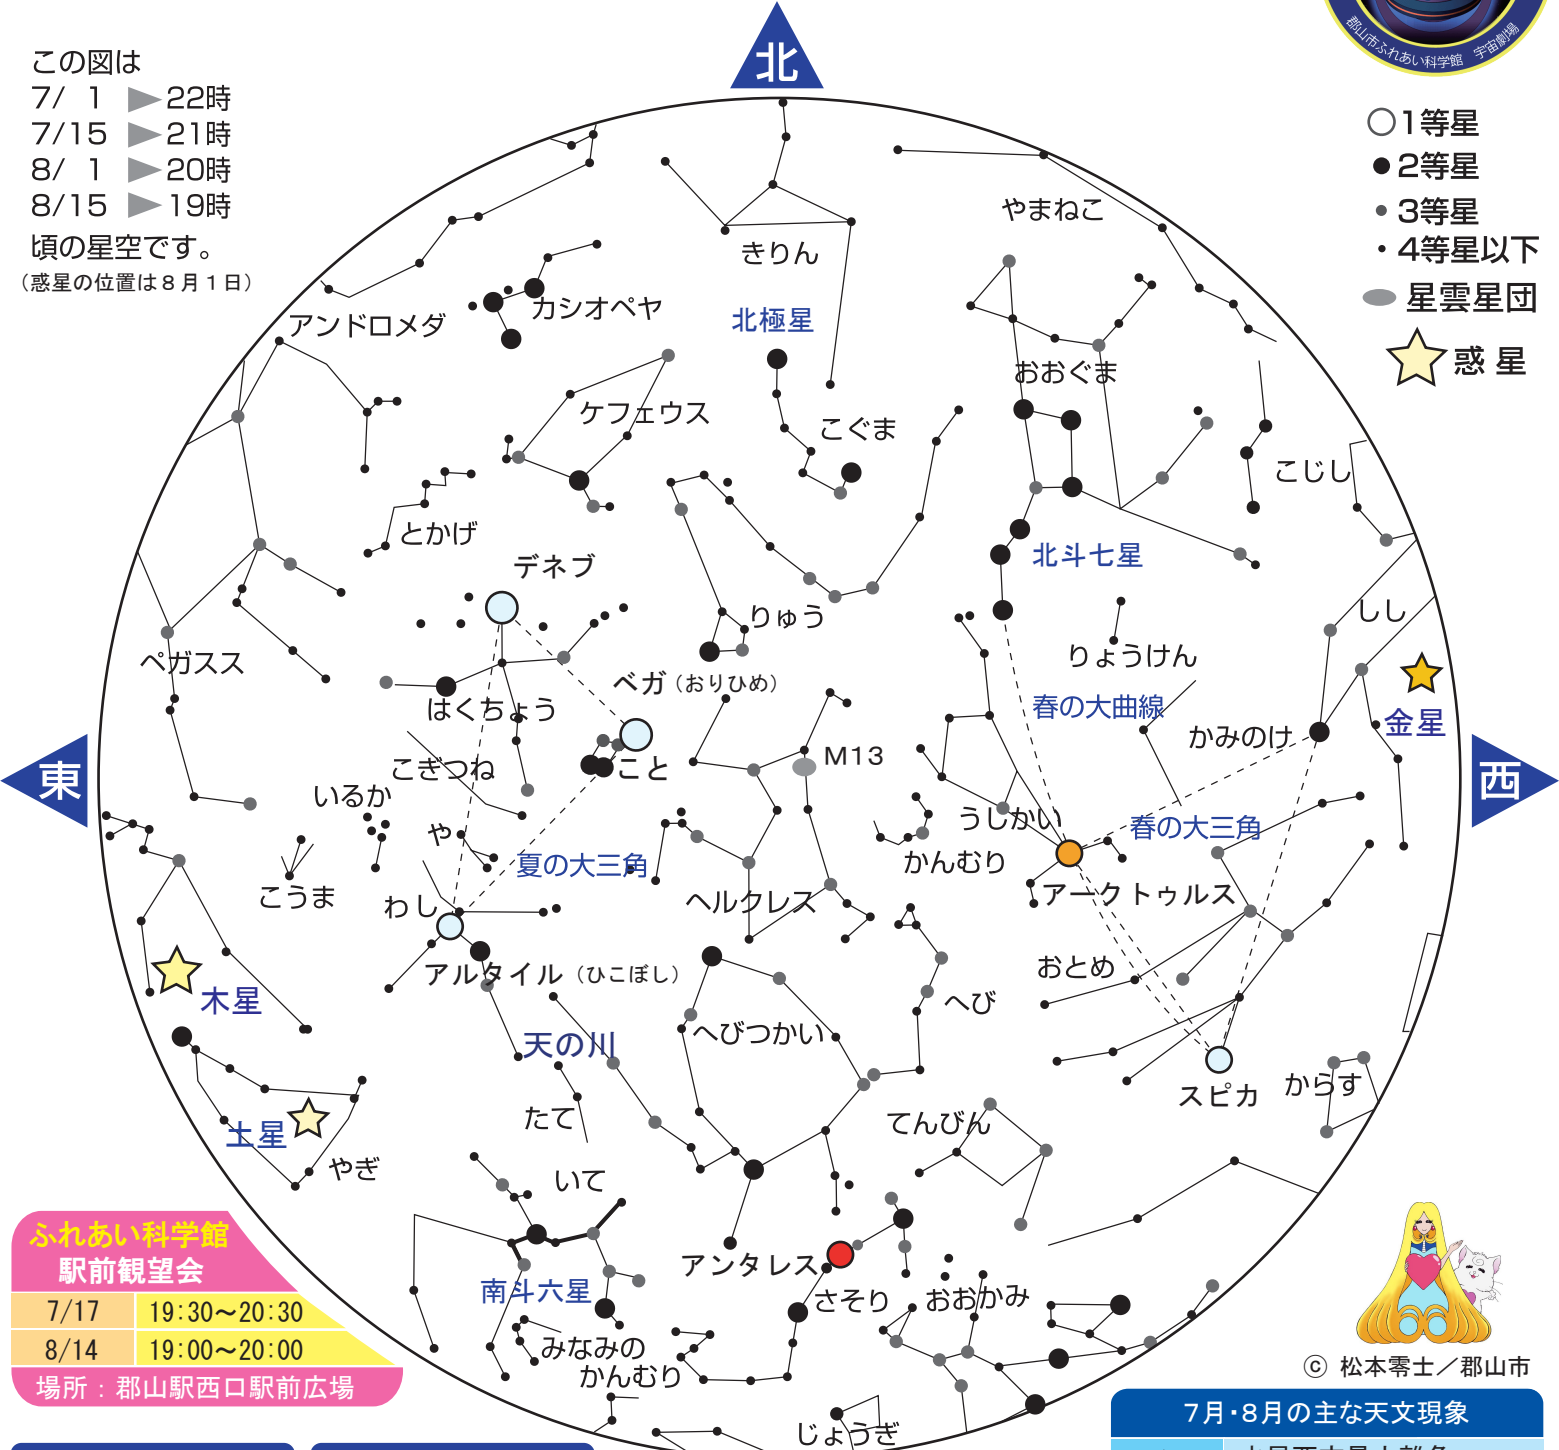 郡山市ふれあい科学館 宇宙劇場
この図は
7/ 1 ▶ 22時
7/15 ▶ 21時
8/ 1 ▶ 20時
8/15 ▶ 19時
頃の星空です。
（惑星の位置は８月１日）
北
1等星
2等星
3等星
4等星以下
星雲星団
惑星
やまねこ
きりん
カシオペヤ
アンドロメダ
北極星
おおぐま
ケフェウス
こぐま
こじし
とかげ
北斗七星
デネブ
りゅう
しし
りょうけん
ペガスス
ベガ（おりひめ）
はくちょう
春の大曲線
かみのけ
金星
東
西
こぎつね
こと
M13
いるか
や
うしかい
春の大三角
夏の大三角
かんむり
こうま
わし
ヘルクレス
アークトゥルス
アルタイル（ひこぼし）
おとめ
木星
へび
へびつかい
天の川
スピカ
からす
たて
てんびん
土星
やぎ
いて
アンタレス
南斗六星
さそり
おおかみ
みなみの
かんむり
じょうぎ
ふれあい科学館
駅前観望会
7/17 19:30〜20:30
8/14 19:00〜20:00
場所：郡山駅西口駅前広場
© 松本零士／郡山市
7月・8月の主な天文現象